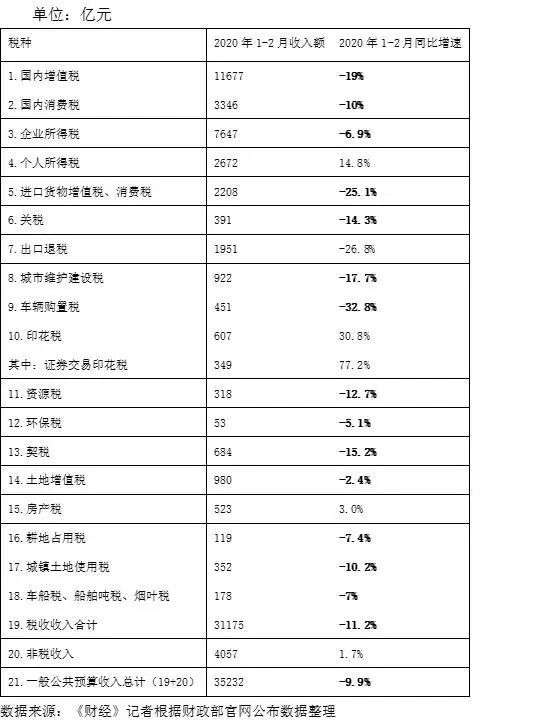 单位：亿元
税种 2020 年 1-2 月收入额 2020 年 1-2 月同比增速
1.国内增值税 11677 -19%
2.国内消费税 3346 -10%
3.企业所得税 7647 -6.9%
4.个人所得税 2672 14.8%
5.进口货物增值税、消费税 2208 -25.1%
6.关税 391 -14.3%
7.出口退税 1951 -26.8%
8.城市维护建设税 922 -17.7%
9.车辆购置税 451 -32.8%
10.印花税 607 30.8%
其中：证券交易印花税 349 77.2%
11.资源税 318 -12.7%
12.环保税 53 -5.1%
13.契税 684 -15.2%
14.土地增值税 980 -2.4%
15.房产税 523 3.0%
16.耕地占用税 119 -7.4%
17.城镇土地使用税 352 -10.2%
18.车船税、船舶吨税、烟叶税 178 -7%
19.税收收入合计 31175 -11.2%
20.非税收入 4057 1.7%
21.一般公共预算收入总计（19+20） 35232 -9.9%
数据来源：《财经》记者根据财政部官网公布数据整理